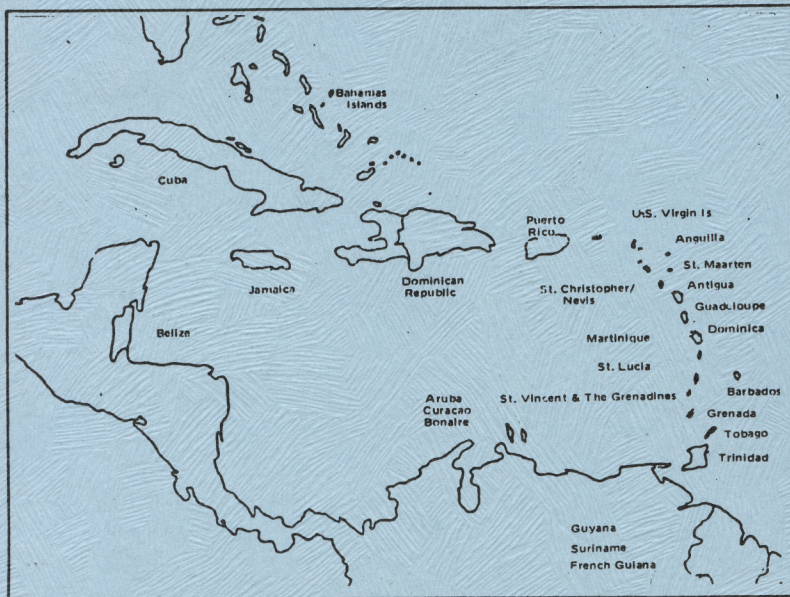 Bahamas
Islands
Cuba
Puerto
Rico
U.S. Virgin Is
Anguilla
St. Maarten
Jamaica
Dominican
Republic
St. Christopher/
Nevis
Antigua
Guadeloupe
Belize
Martinique
Dominica
St. Lucia
Aruba
Curacao
Bonaire
St. Vincent & The Grenadines
Barbados
Grenada
Tobago
Trinidad
Guyana
Suriname
French Guiana